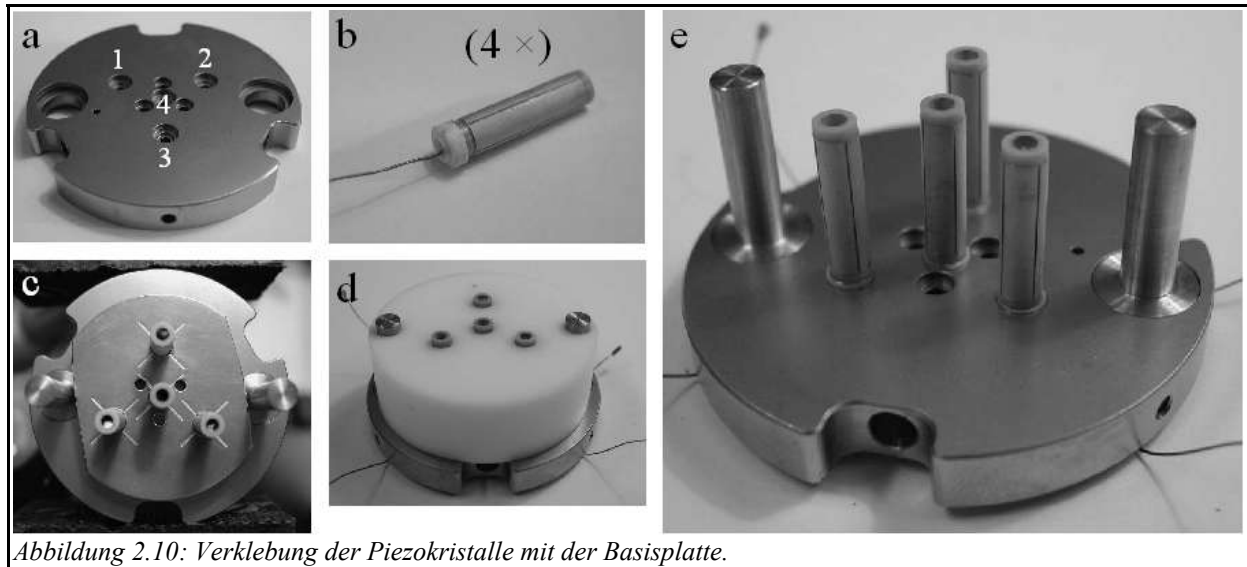 a
1
2
4
3
b
(4 ×)
c
d
e
Abbildung 2.10: Verklebung der Piezokristalle mit der Basisplatte.